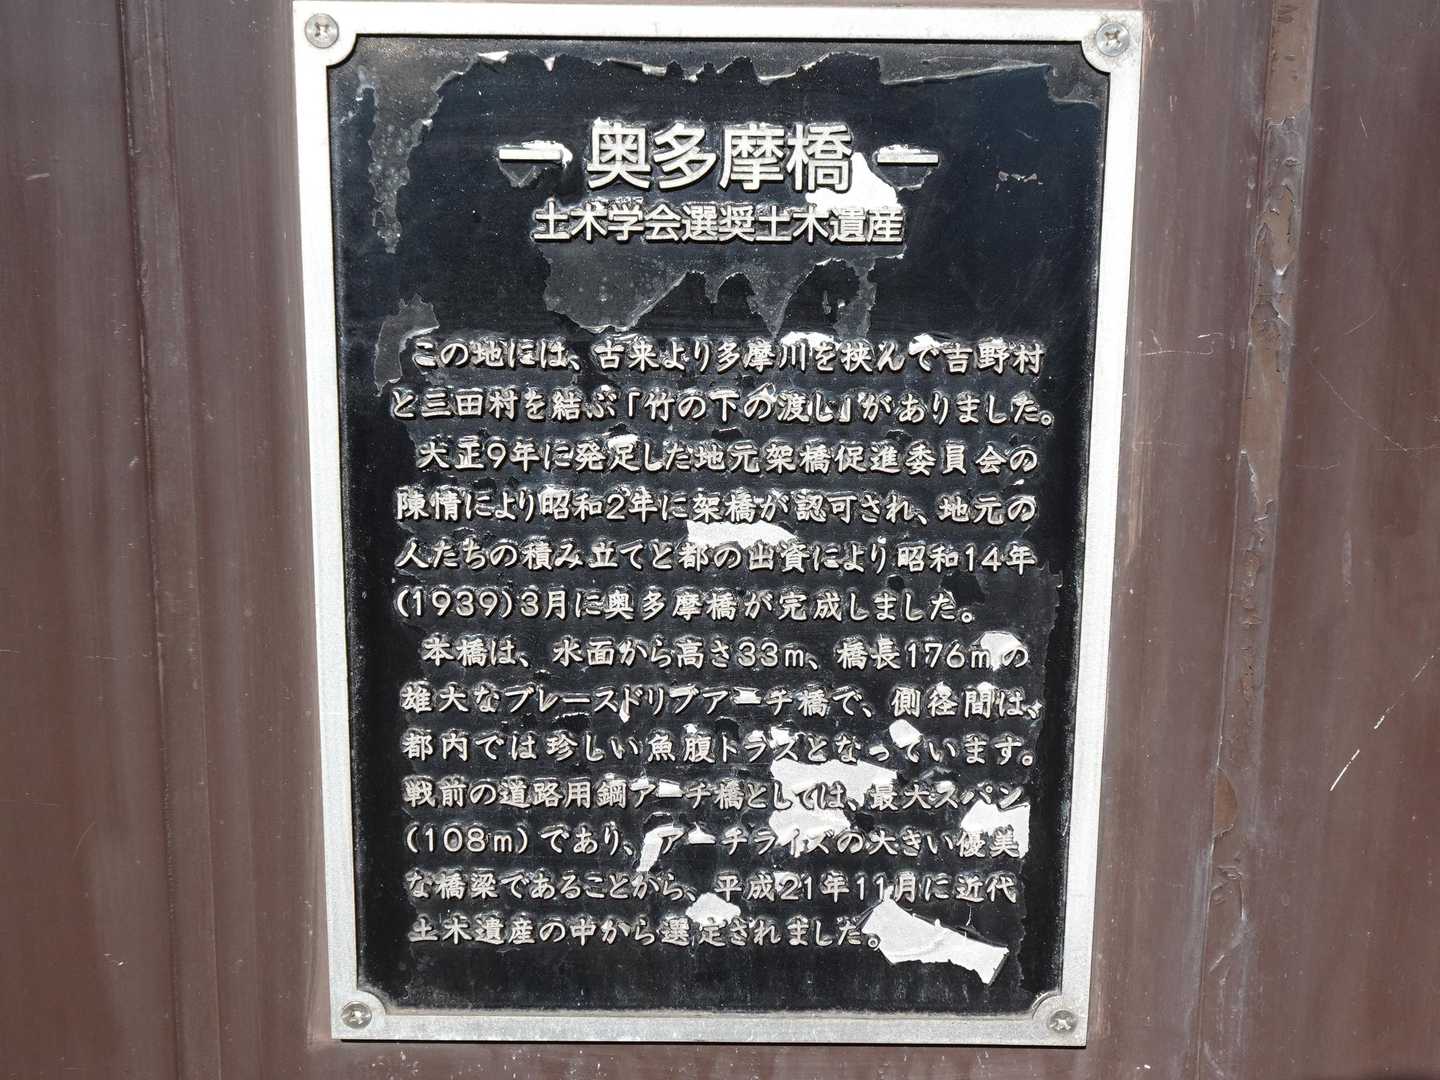 ー 奥多摩橋 ー
土木学会選奨土木遺産
この地には、古来より多摩川を挟んで吉野村
と三田村を結ぶ「竹の下の渡し」がありました。
大正9年に発足した地元架橋促進委員会の
陳情により昭和2年に架橋が認可され、地元の
人たちの積み立てと都の出資により昭和14年
(1939)3月に奥多摩橋が完成しました。
本橋は、水面から高さ33m、橋長176mの
雄大なブレースドリブアーチ橋で、側径間は、
都内では珍しい魚腹トラスとなっています。
戦前の道路用鋼アーチ橋としては、最大スパン
(108m)であり、アーチライズの大きい優美
な橋梁であることから、平成21年11月に近代
土木遺産の中から選定されました。